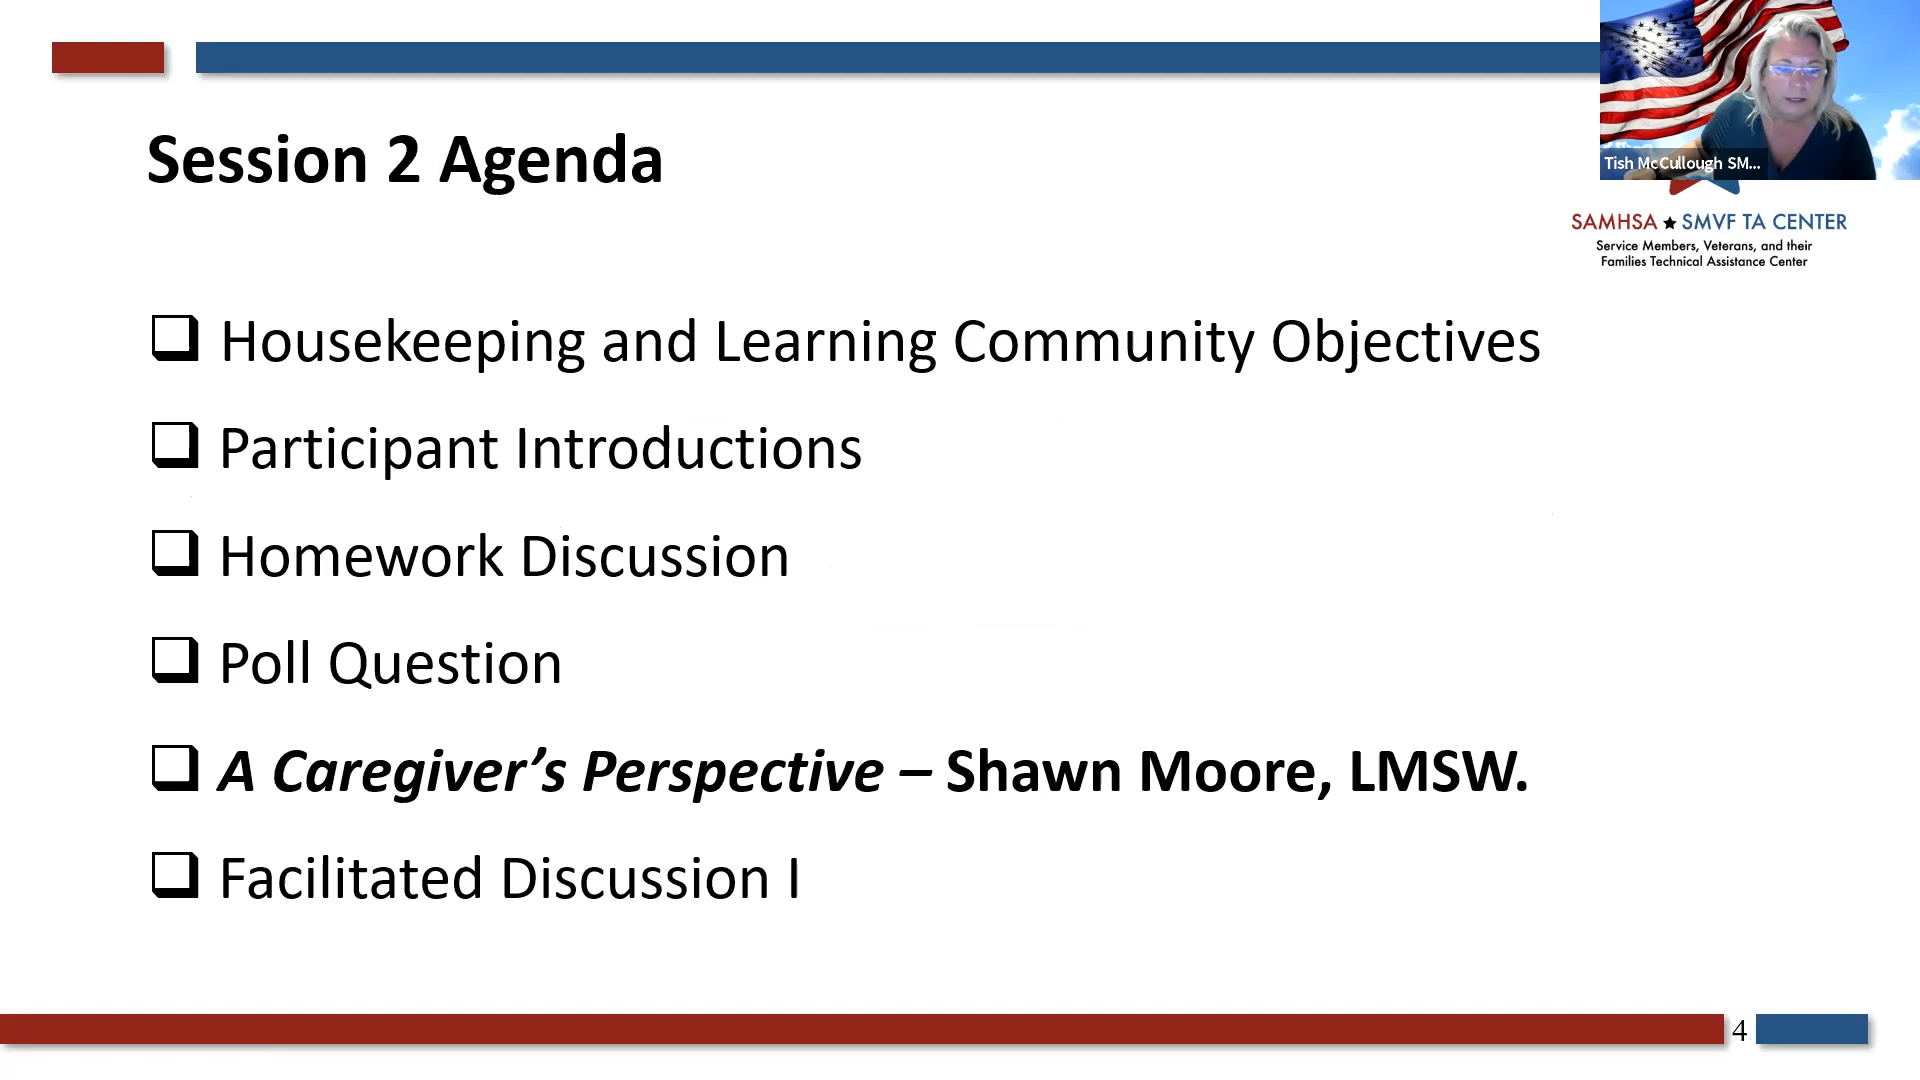 Session 2 Agenda
Tish McCullough SM...
SAMHSA ★ SMVF TA CENTER
Service Members, Veterans, and their
Families Technical Assistance Center
❑ Housekeeping and Learning Community Objectives
❑ Participant Introductions
❑ Homework Discussion
❑ Poll Question
❑ A Caregiver’s Perspective – Shawn Moore, LMSW.
❑ Facilitated Discussion I
4